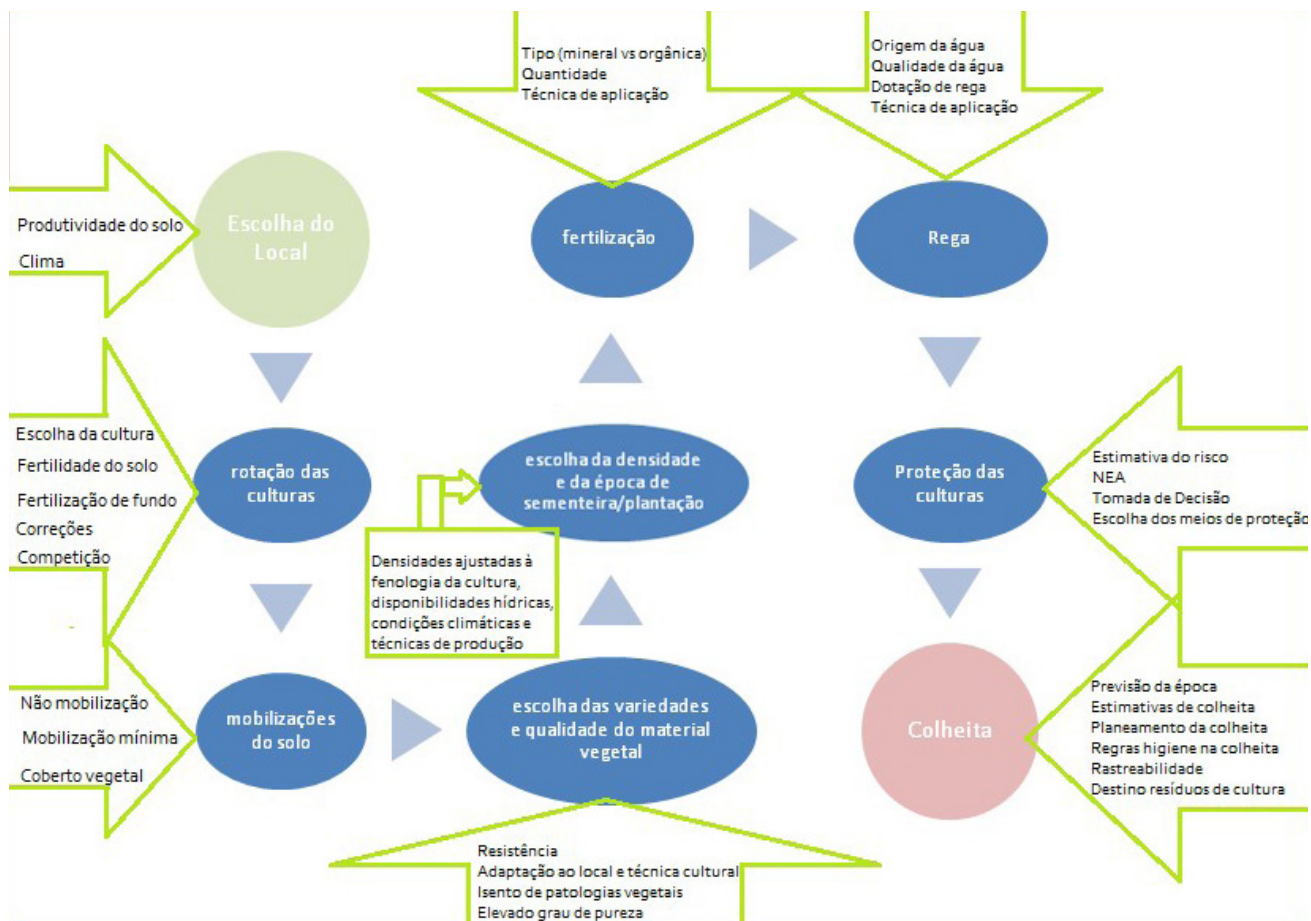 Tipo (mineral vs orgânica)
Quantidade
Técnica de aplicação
Origem da água
Qualidade da água
Dotação de rega
Técnica de aplicação
Produtividade do solo
Clima
Escolha do
Local
fertilização
Rega
Escolha da cultura
Fertilidade do solo
Fertilização de fundo
Correções
Competição
rotação das
culturas
escolha da densidade
e da época de
sementeira/plantação
Densidades ajustadas à
fenologia da cultura,
disponibilidades hídricas,
condições climáticas e
técnicas de produção
Proteção das
culturas
Estimativa do risco
NEA
Tomada de Decisão
Escolha dos meios de proteção
Não mobilização
Mobilização mínima
Coberto vegetal
mobilizações
do solo
escolha das variedades
e qualidade do material
vegetal
Colheita
Previsão da época
Estimativas de colheita
Planeamento da colheita
Regras higiene na colheita
Rastreabilidade
Destino resíduos de cultura
Resistência
Adaptação ao local e técnica cultural
Isento de patologias vegetais
Elevado grau de pureza